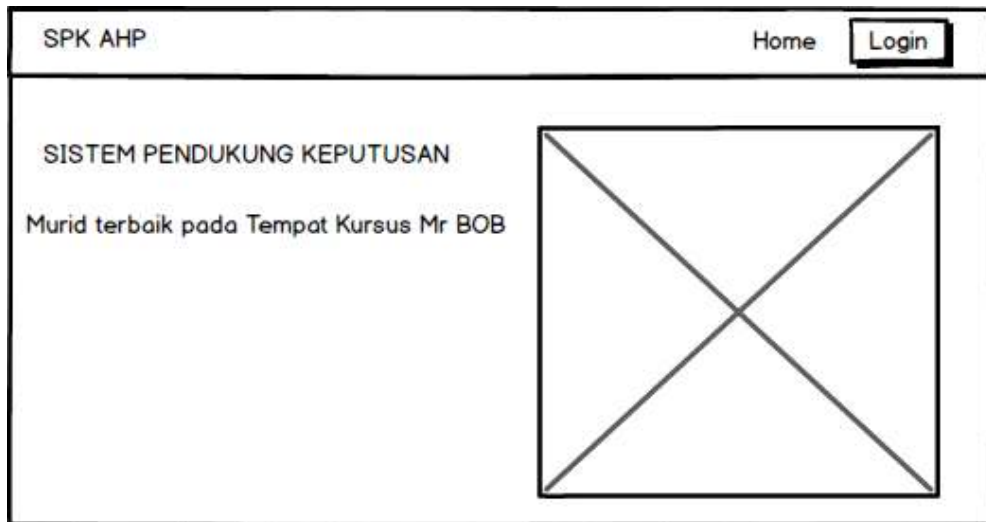 SPK AHP
Home
Login
SISTEM PENDUKUNG KEPUTUSAN
Murid terbaik pada Tempat Kursus Mr BOB